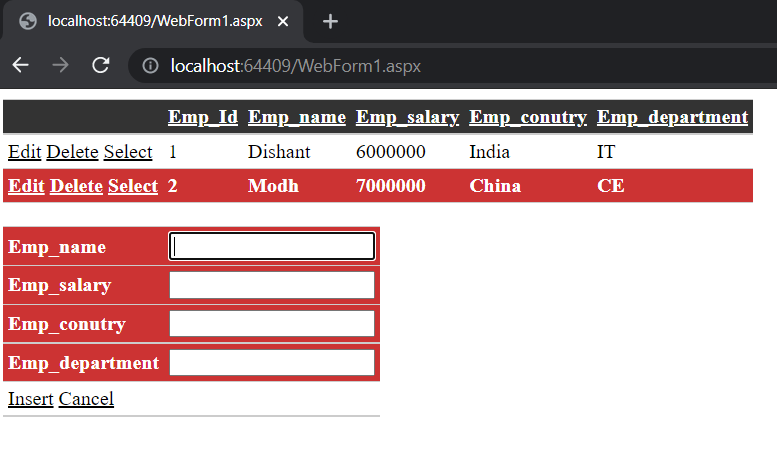 localhost:64409/WebForm1.aspx
localhost:64409/WebForm1.aspx
Emp_Id Emp_name Emp_salary Emp_conutry Emp_department
Edit Delete Select 1 Dishant 6000000 India IT
Edit Delete Select 2 Modh 7000000 China CE
Emp_name
Emp_salary
Emp_conutry
Emp_department
Insert Cancel